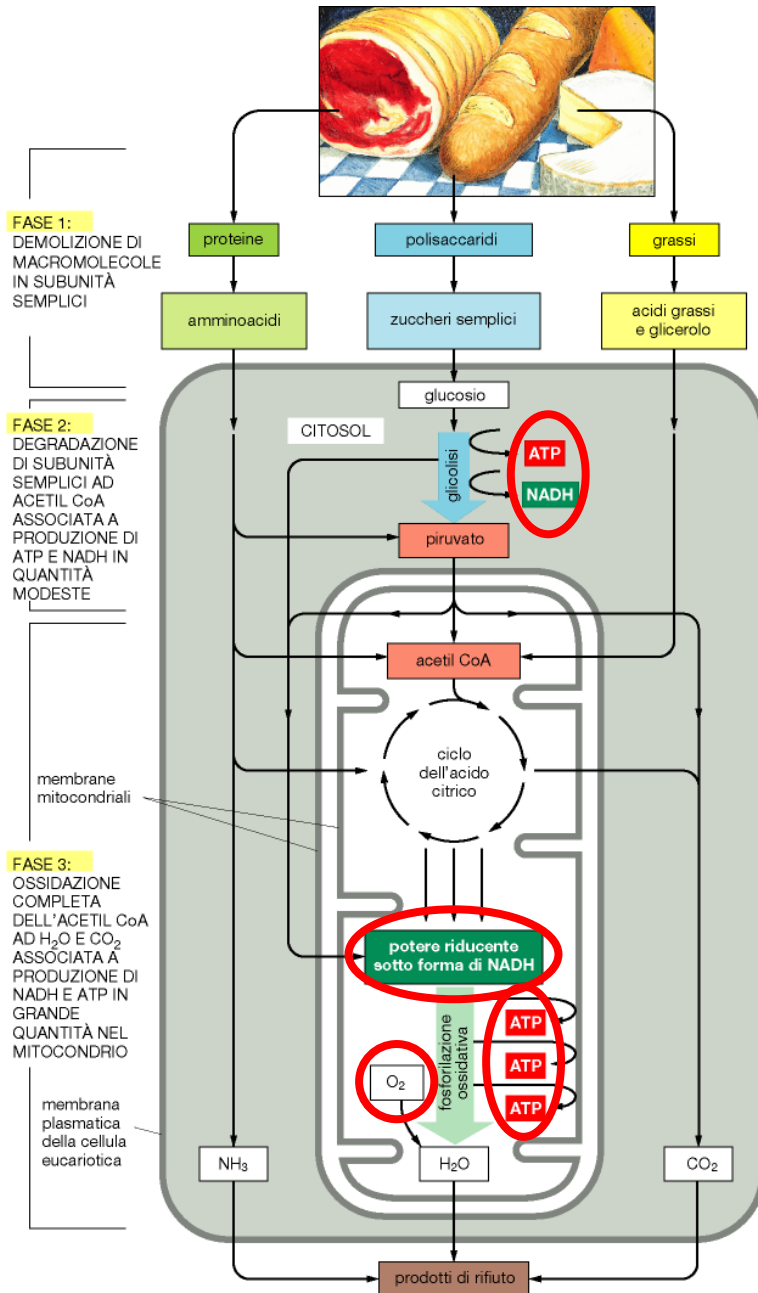 FASE 1:
DEMOLIZIONE DI
MACROMOLECOLE
IN SUBUNITÀ
SEMPLICI
proteine
polisaccaridi
grassi
amminoacidi
zuccheri semplici
acidi grassi
e glicerolo
FASE 2:
DEGRADAZIONE
DI SUBUNITÀ
SEMPLICI AD
ACETIL CoA
ASSOCIATA A
PRODUZIONE DI
ATP E NADH IN
QUANTITÀ
MODESTE
glucosio
CITOSOL
glicolisi
ATP
NADH
piruvato
acetil CoA
ciclo
dell'acido
citrico
membrane
mitocondriali
FASE 3:
OSSIDAZIONE
COMPLETA
DELL'ACETIL CoA
AD H₂O E CO₂
ASSOCIATA A
PRODUZIONE DI
NADH E ATP IN
GRANDE
QUANTITÀ NEL
MITOCONDRIO
potere riducente
sotto forma di NADH
fosforilazione
ossidativa
ATP
ATP
ATP
O₂
membrana
plasmatica
della cellula
eucariotica
NH₃
H₂O
CO₂
prodotti di rifiuto